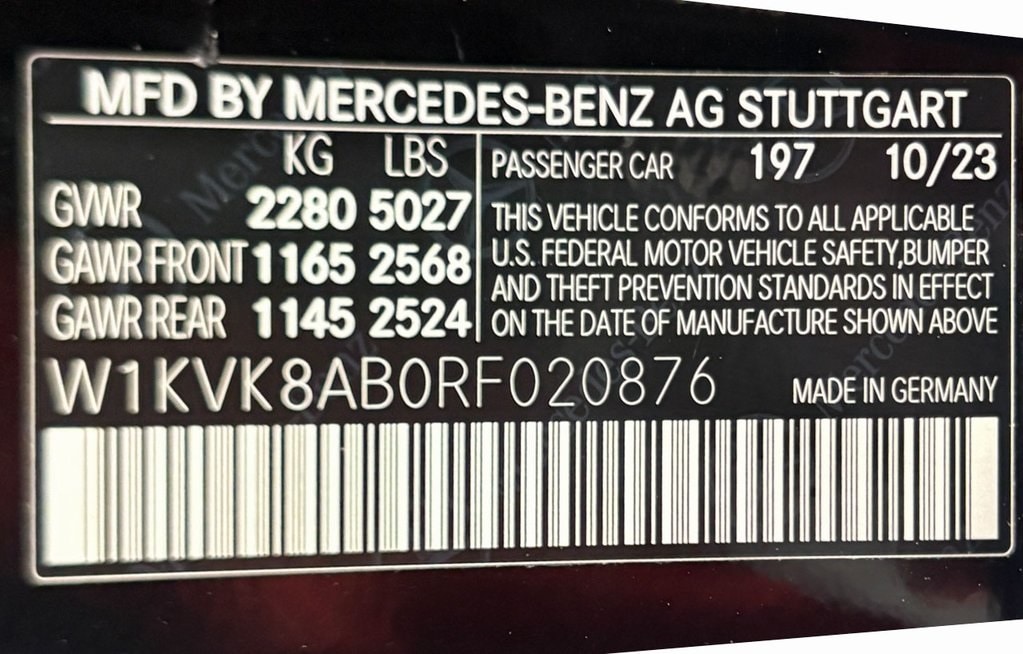 MFD BY MERCEDES-BENZ AG STUTTGART
KG LBS
GVWR 2280 5027
GAWR FRONT 1165 2568
GAWR REAR 1145 2524
PASSENGER CAR 197 10/23
THIS VEHICLE CONFORMS TO ALL APPLICABLE
U.S. FEDERAL MOTOR VEHICLE SAFETY,BUMPER
AND THEFT PREVENTION STANDARDS IN EFFECT
ON THE DATE OF MANUFACTURE SHOWN ABOVE
W1KVK8AB0RF020876
MADE IN GERMANY